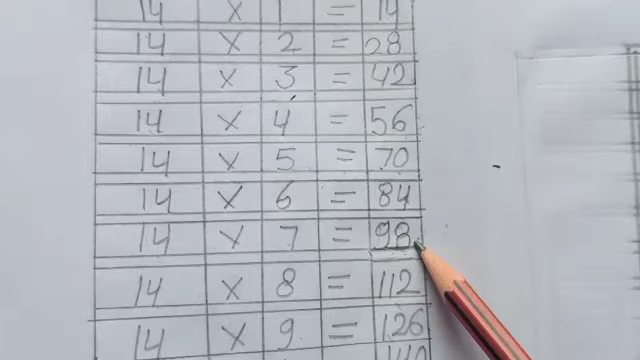 14 X 1 = 14
14 X 2 = 28
14 X 3 = 42
14 X 4 = 56
14 X 5 = 70
14 X 6 = 84
14 X 7 = 98
14 X 8 = 112
14 X 9 = 126
140